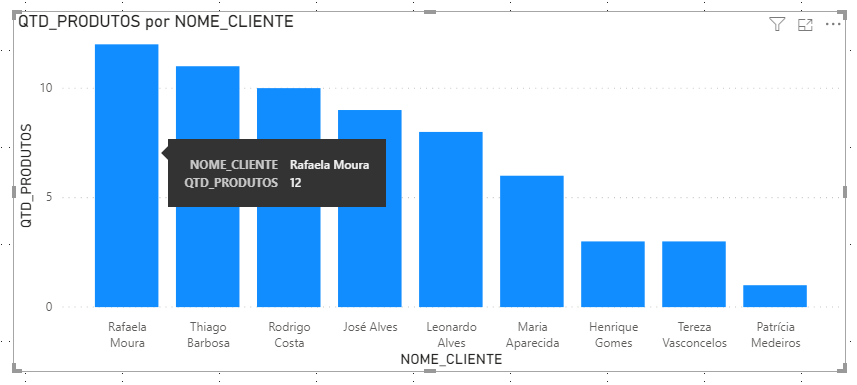 QTD_PRODUTOS por NOME_CLIENTE
QTD_PRODUTOS
10
5
0
NOME_CLIENTE Rafaela Moura
QTD_PRODUTOS 12
Rafaela Moura
Thiago Barbosa
Rodrigo Costa
José Alves
Leonardo Alves
Maria Aparecida
Henrique Gomes
Tereza Vasconcelos
Patrícia Medeiros
NOME_CLIENTE